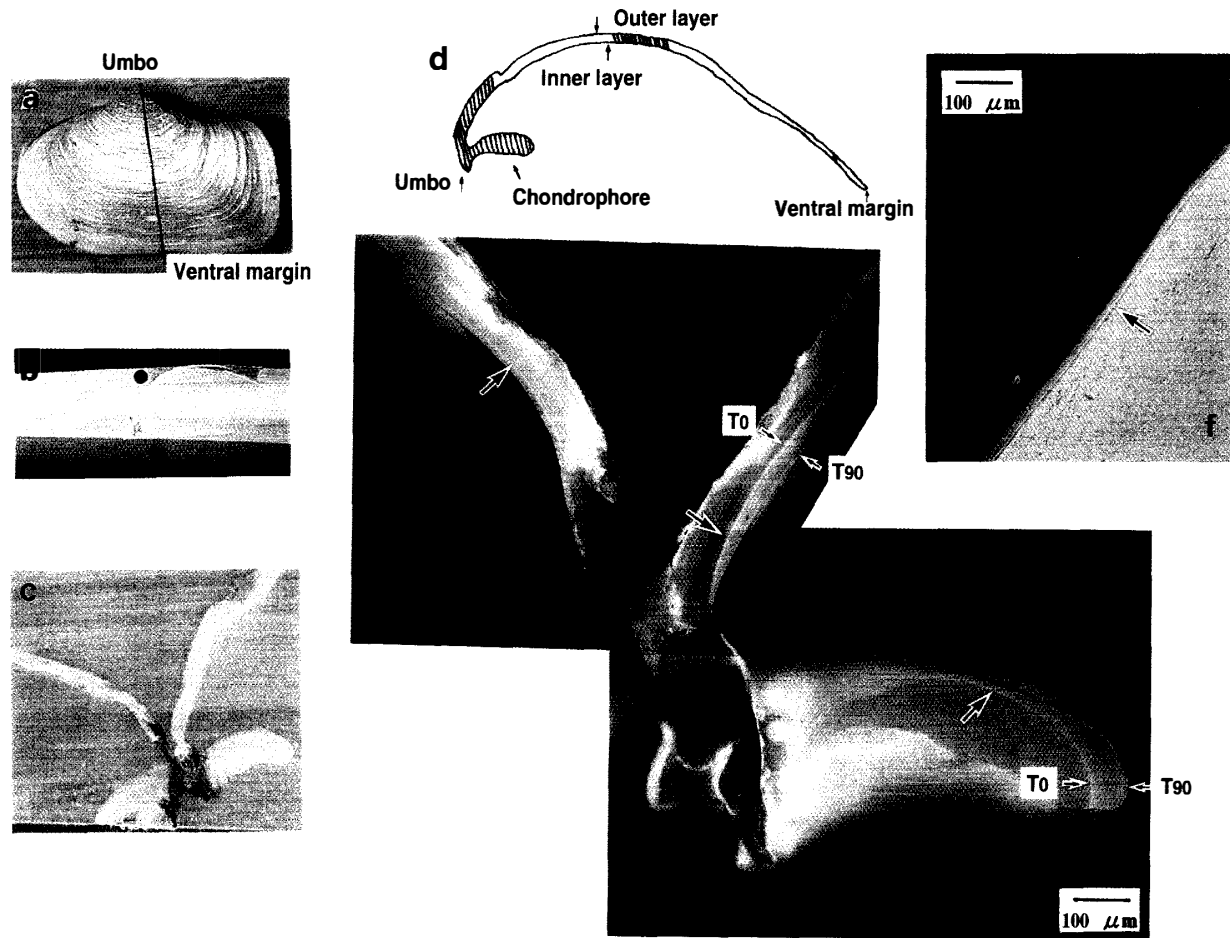 Umbo
a
Ventral margin
b
c
d
Outer layer
Inner layer
Umbo
Chondrophore
Ventral margin
T0
T90
T0
T90
100 μm
100 μm
f